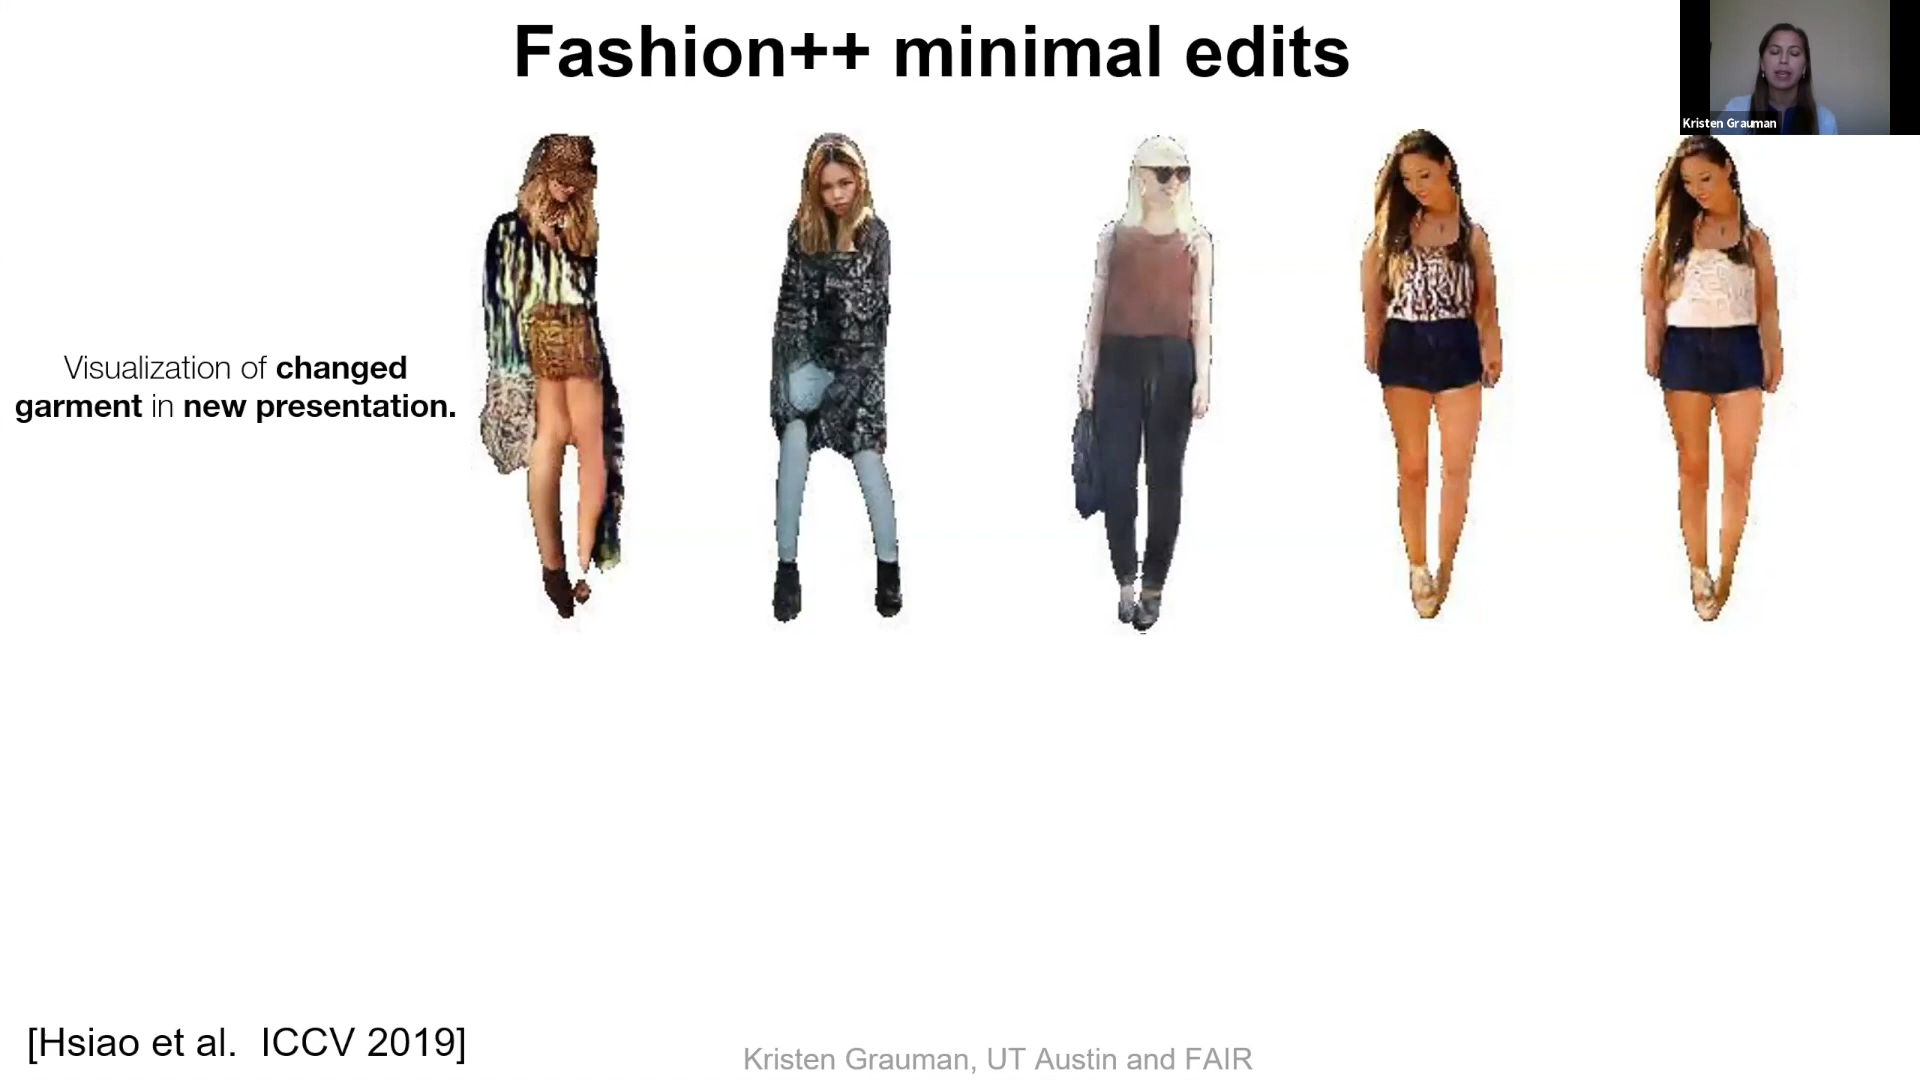 Fashion++ minimal edits
Kristen Grauman
Visualization of changed
garment in new presentation.
[Hsiao et al.  ICCV 2019]
Kristen Grauman, UT Austin and FAIR